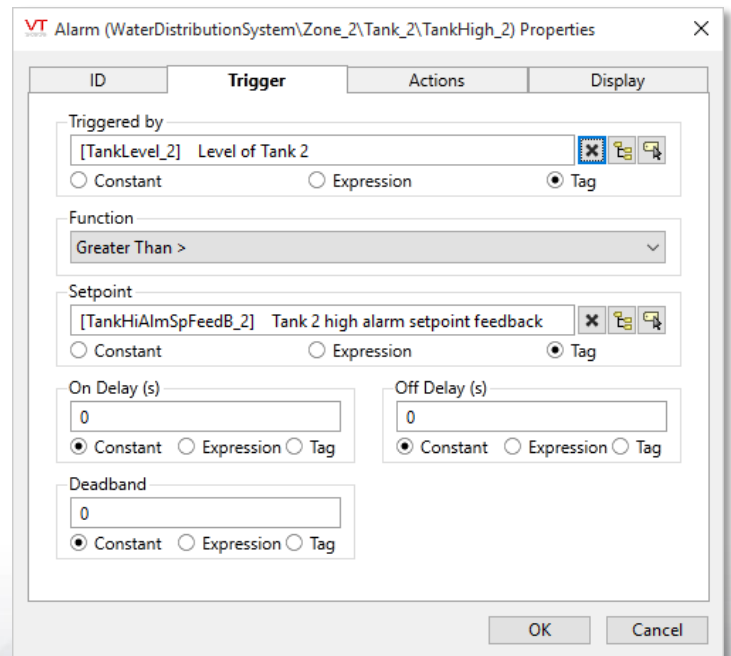 VT Alarm (WaterDistributionSystem\Zone_2\Tank_2\TankHigh_2) Properties
ID Trigger Actions Display
Triggered by
[TankLevel_2] Level of Tank 2
Constant Expression Tag
Function
Greater Than >
Setpoint
[TankHiAlmSpFeedB_2] Tank 2 high alarm setpoint feedback
Constant Expression Tag
On Delay (s) Off Delay (s)
0 0
Constant Expression Tag Constant Expression Tag
Deadband
0
Constant Expression Tag
OK Cancel